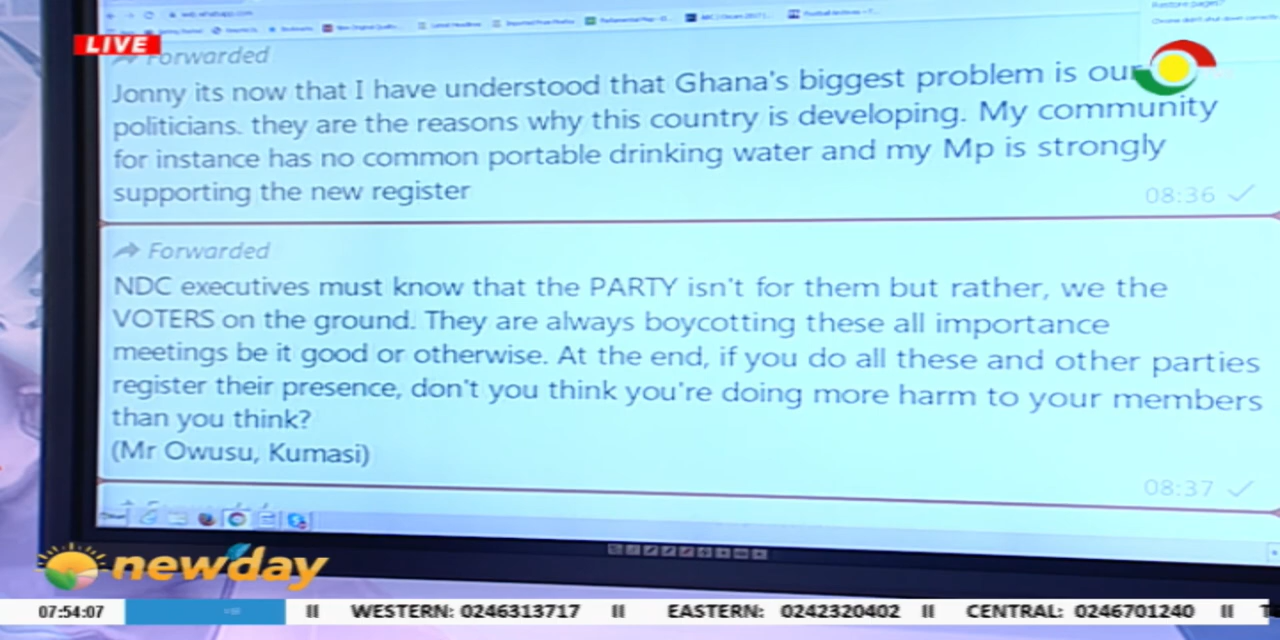 LIVE
Forwarded
Jonny its now that I have understood that Ghana's biggest problem is our
politicians. they are the reasons why this country is developing. My community
for instance has no common portable drinking water and my Mp is strongly
supporting the new register
08:36
Forwarded
NDC executives must know that the PARTY isn't for them but rather, we the
VOTERS on the ground. They are always boycotting these all importance
meetings be it good or otherwise. At the end, if you do all these and other parties
register their presence, don't you think you're doing more harm to your members
than you think?
(Mr Owusu, Kumasi)
08:37
newday
07:54:07 II WESTERN: 0246313717 II EASTERN: 0242320402 II CENTRAL: 0246701240 II